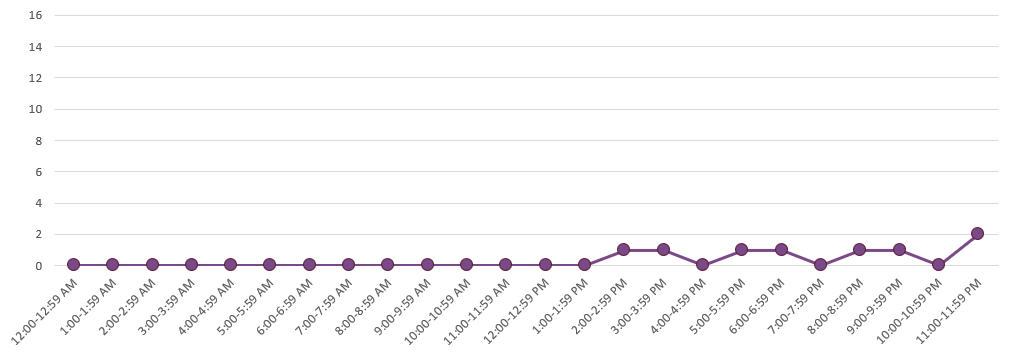 16
14
12
10
8
6
4
2
0
12:00-12:59 AM
1:00-1:59 AM
2:00-2:59 AM
3:00-3:59 AM
4:00-4:59 AM
5:00-5:59 AM
6:00-6:59 AM
7:00-7:59 AM
8:00-8:59 AM
9:00-9:59 AM
10:00-10:59 AM
11:00-11:59 AM
12:00-12:59 PM
1:00-1:59 PM
2:00-2:59 PM
3:00-3:59 PM
4:00-4:59 PM
5:00-5:59 PM
6:00-6:59 PM
7:00-7:59 PM
8:00-8:59 PM
9:00-9:59 PM
10:00-10:59 PM
11:00-11:59 PM